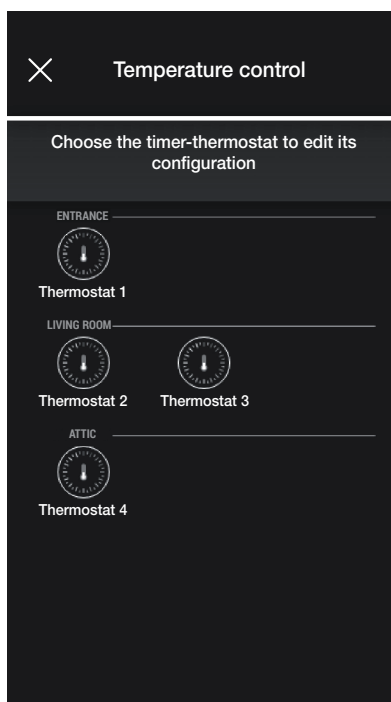 Temperature control
Choose the timer-thermostat to edit its
configuration
ENTRANCE
Thermostat 1
LIVING ROOM
Thermostat 2 Thermostat 3
ATTIC
Thermostat 4